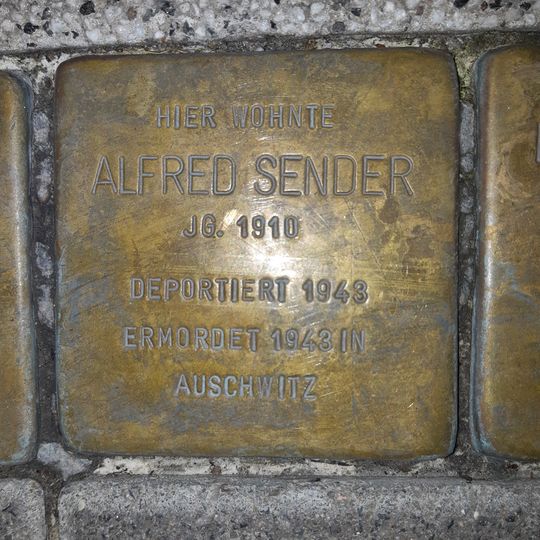 HIER WOHNTE
ALFRED SENDER
JG. 1910
DEPORTIERT 1943
ERMORDET 1943 IN
AUSCHWITZ